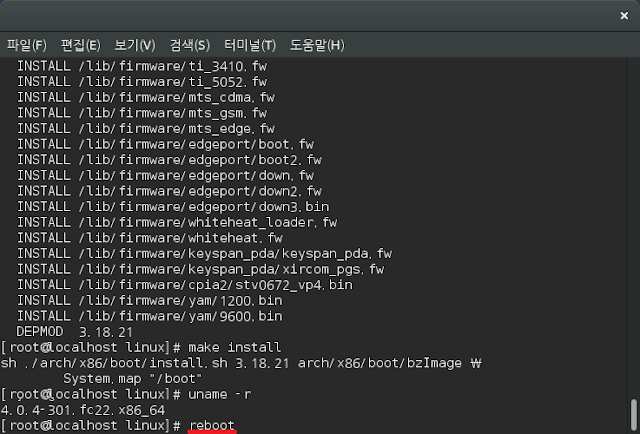 ×
파일(F) 편집(E) 보기(V) 검색(S) 터미널(T) 도움말(H)
INSTALL /lib/firmware/ti_3410.fw
INSTALL /lib/firmware/ti_5052.fw
INSTALL /lib/firmware/mts_cdma.fw
INSTALL /lib/firmware/mts_gsm.fw
INSTALL /lib/firmware/mts_edge.fw
INSTALL /lib/firmware/edgeport/boot.fw
INSTALL /lib/firmware/edgeport/boot2.fw
INSTALL /lib/firmware/edgeport/down.fw
INSTALL /lib/firmware/edgeport/down2.fw
INSTALL /lib/firmware/edgeport/down3.bin
INSTALL /lib/firmware/whiteheat_loader.fw
INSTALL /lib/firmware/whiteheat.fw
INSTALL /lib/firmware/keyspan_pda/keyspan_pda.fw
INSTALL /lib/firmware/keyspan_pda/xircom_pgs.fw
INSTALL /lib/firmware/cpia2/stv0672_vp4.bin
INSTALL /lib/firmware/yam/1200.bin
INSTALL /lib/firmware/yam/9600.bin
DEPMOD 3.18.21
[root@localhost linux]# make install
sh ./arch/x86/boot/install.sh 3.18.21 arch/x86/boot/bzImage ₩
System.map "/boot"
[root@localhost linux]# uname -r
4.0.4-301.fc22.x86_64
[root@localhost linux]# reboot